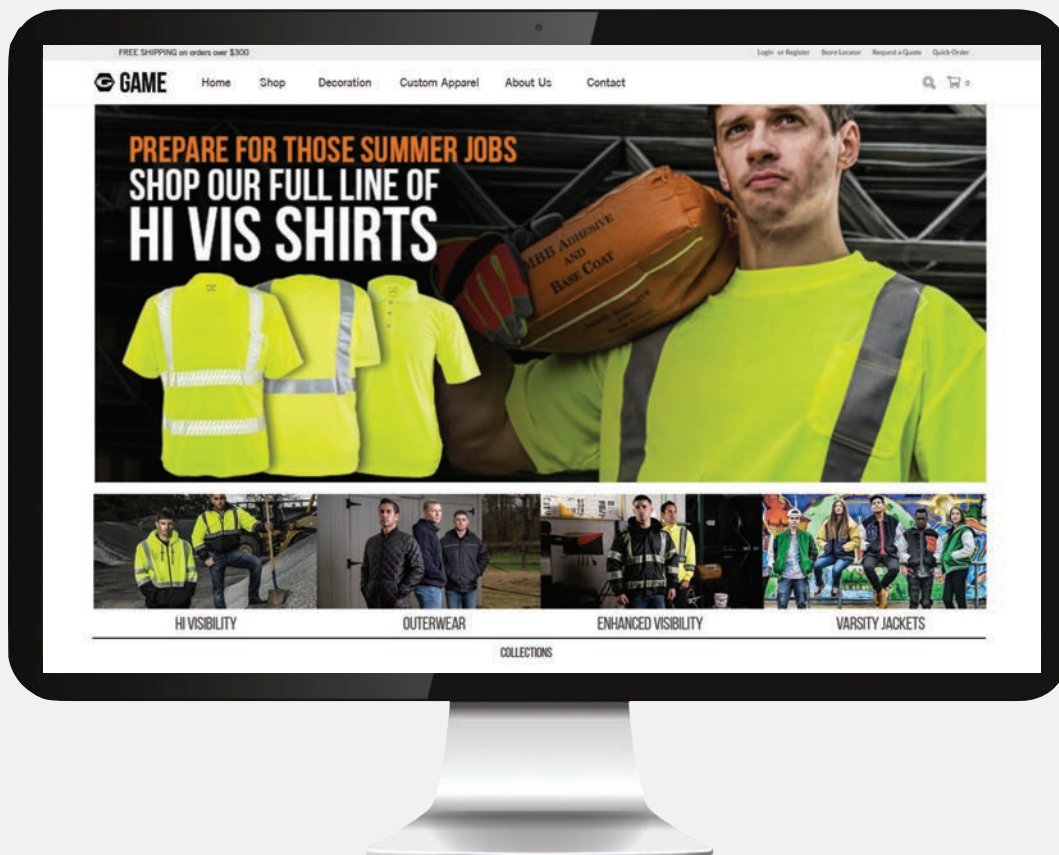 FREE SHIPPING on orders over $300
Login or Register Store Locator Request a Quote Quick Order
GAME Home Shop Decoration Custom Apparel About Us Contact 0
PREPARE FOR THOSE SUMMER JOBS
SHOP OUR FULL LINE OF
HI VIS SHIRTS
MBB ADHESIVE
AND
BASE COAT
HI VISIBILITY OUTERWEAR ENHANCED VISIBILITY VARSITY JACKETS
COLLECTIONS